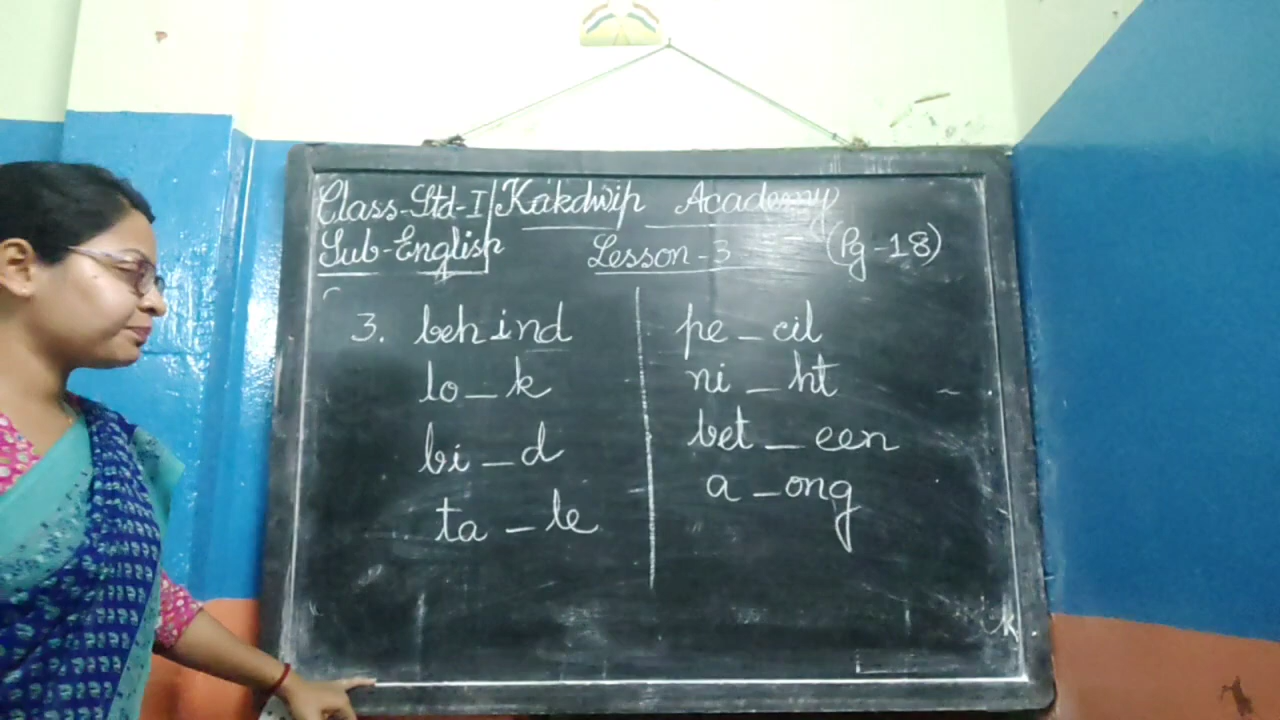 Class-Std-I Kakdwip Academy
Sub-English Lesson-3 (Pg-18)
3. behind
lo_k
bi_d
ta_le
pe_cil
ni_ht
bet_een
a_ong